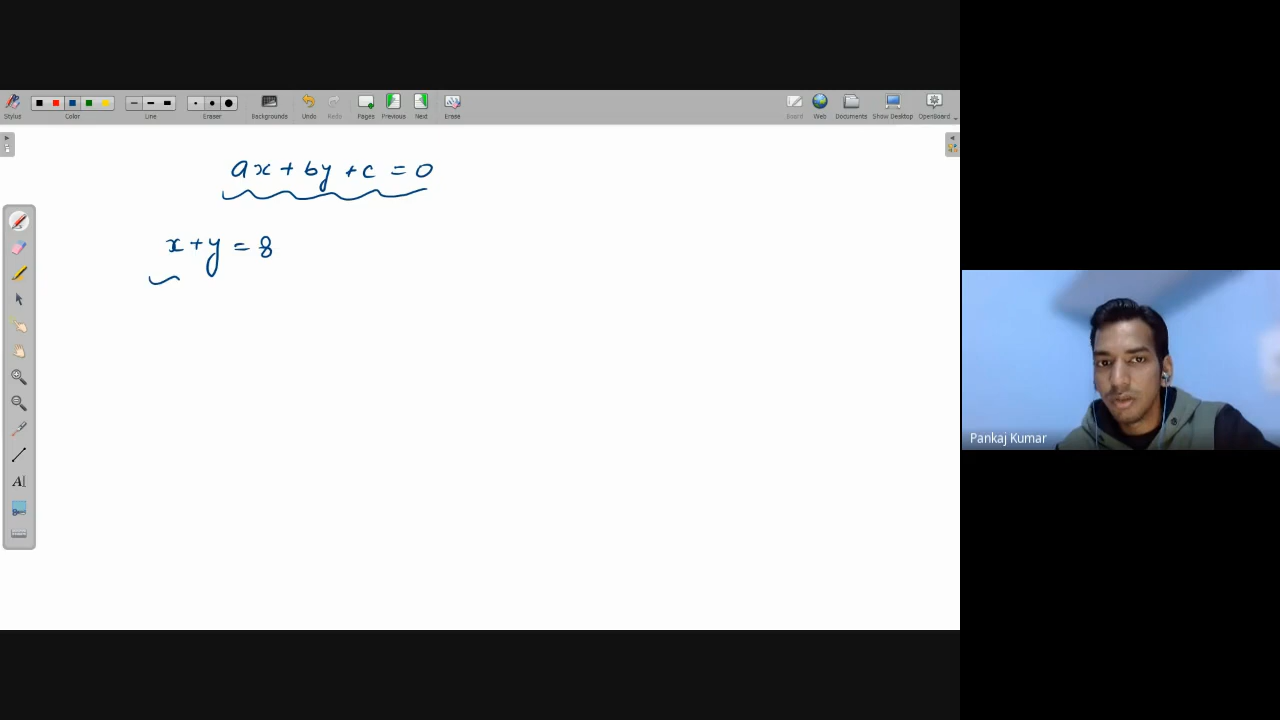 Stylus Color Line Eraser Backgrounds Undo Redo Pages Previous Next Erase Board Web Documents Show Desktop OpenBoard
ax + by + c = 0
x + y = 8
Pankaj Kumar